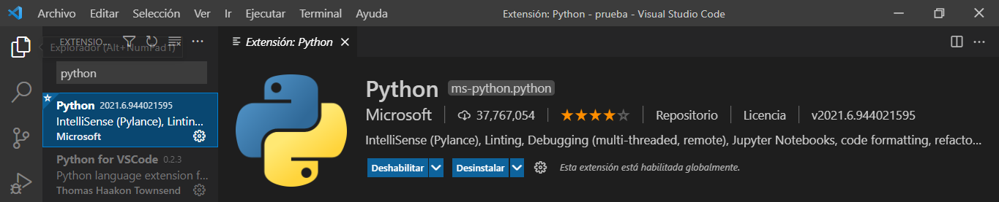 Archivo Editar Selección Ver Ir Ejecutar Terminal Ayuda Extensión: Python - prueba - Visual Studio Code
EXTENSIO...
Explorador (Alt+NumPad1)
python
Python 2021.6.944021595
IntelliSense (Pylance), Lintin...
Microsoft
Python for VSCode 0.2.3
Python language extension f...
Thomas Haakon Townsend
Extensión: Python
Python ms-python.python
Microsoft 37,767,054 Repositorio Licencia v2021.6.944021595
IntelliSense (Pylance), Linting, Debugging (multi-threaded, remote), Jupyter Notebooks, code formatting, refacto...
Deshabilitar Desinstalar Esta extensión está habilitada globalmente.